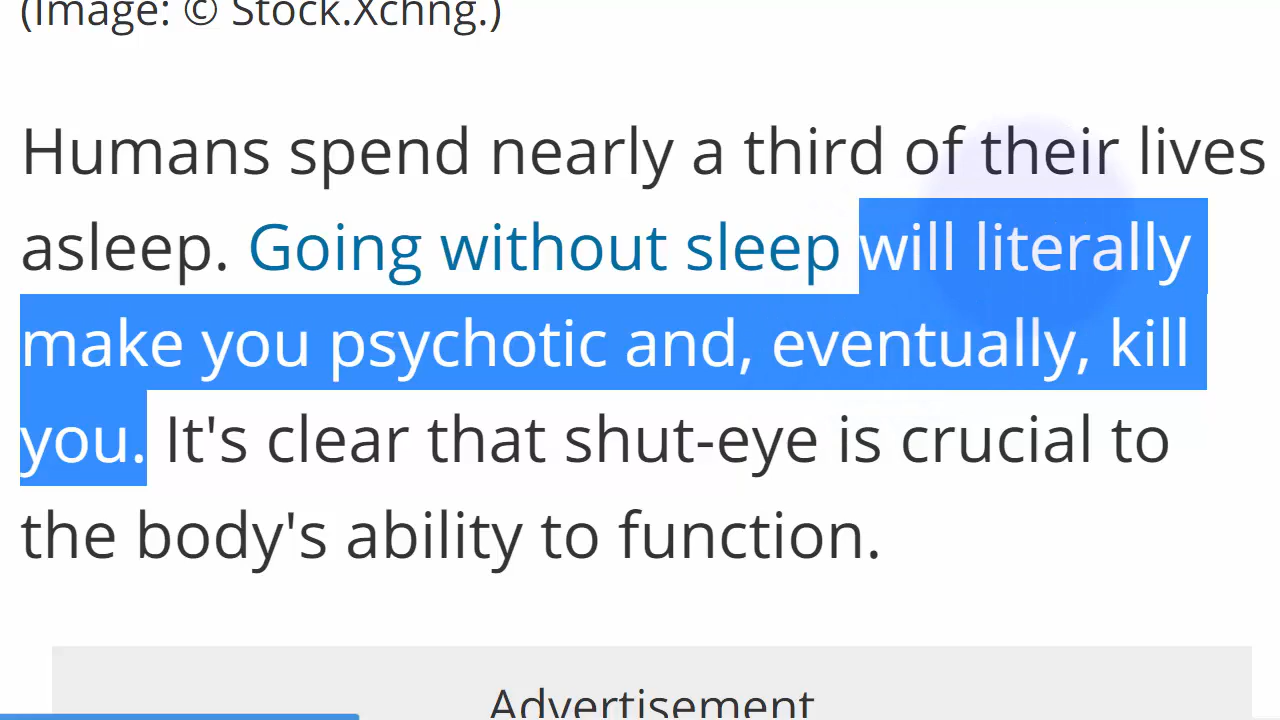 (Image: © Stock.Xchng.)
Humans spend nearly a third of their lives
asleep. Going without sleep will literally
make you psychotic and, eventually, kill
you. It's clear that shut-eye is crucial to
the body's ability to function.
Advertisement